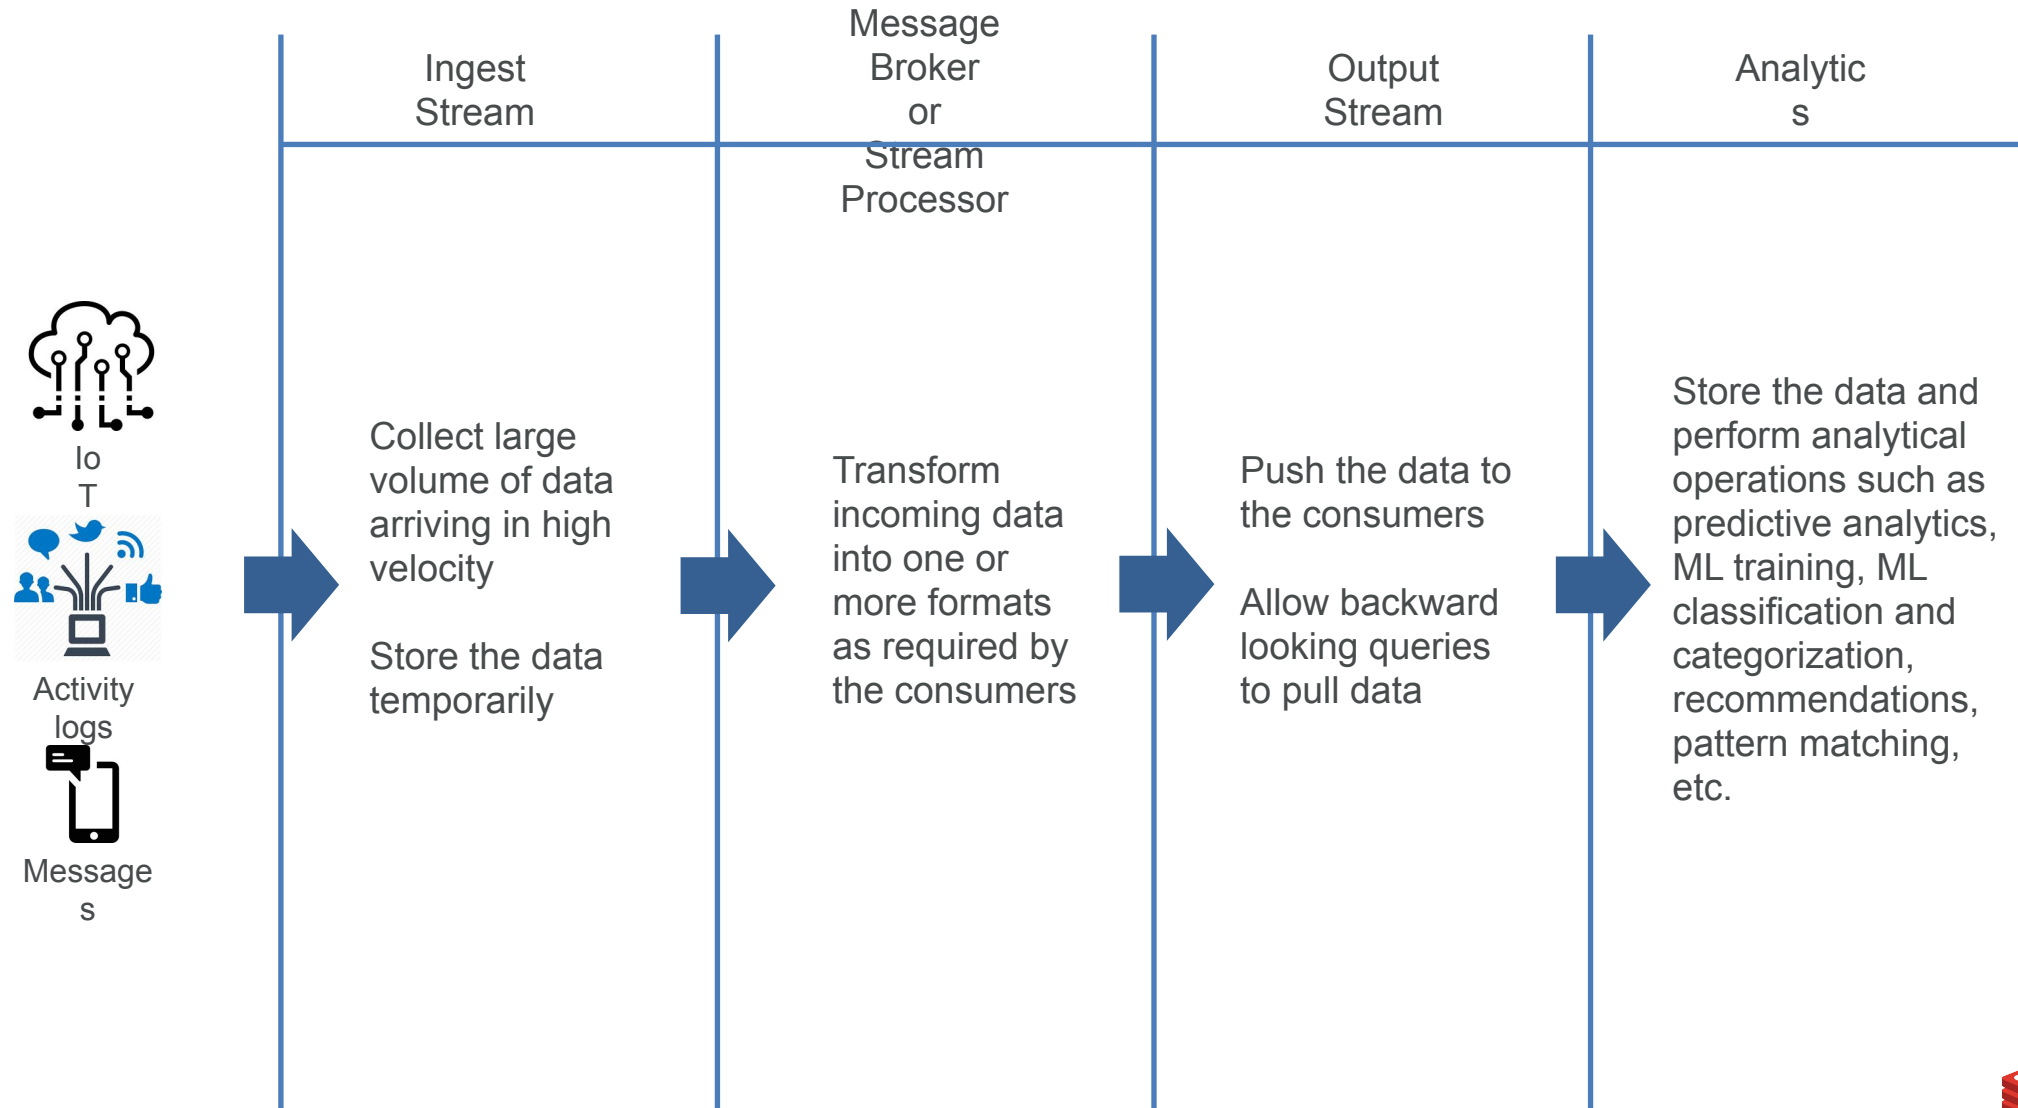 Ingest
Stream
Message
Broker
or
Stream
Processor
Output
Stream
Analytic
s
Io
T
Activity
logs
Message
s
Collect large
volume of data
arriving in high
velocity
Store the data
temporarily
Transform
incoming data
into one or
more formats
as required by
the consumers
Push the data to
the consumers
Allow backward
looking queries
to pull data
Store the data and
perform analytical
operations such as
predictive analytics,
ML training, ML
classification and
categorization,
recommendations,
pattern matching,
etc.